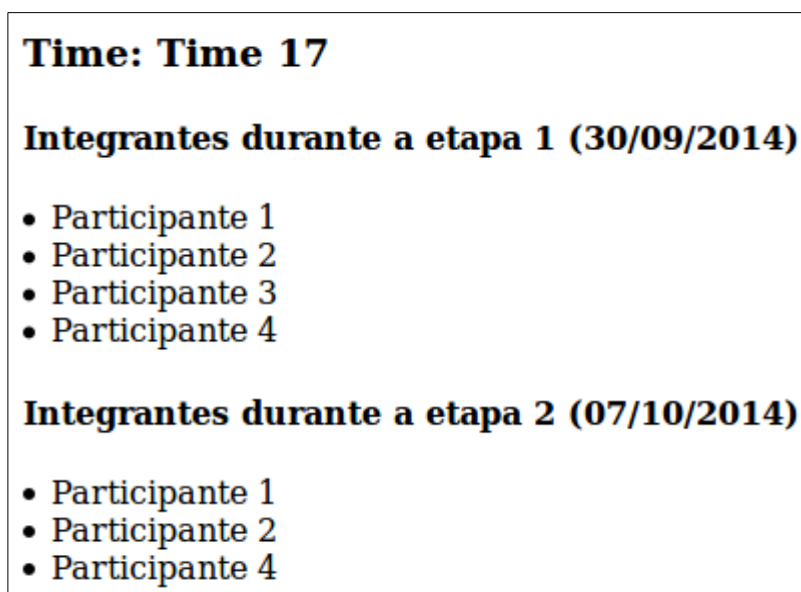 Time: Time 17
Integrantes durante a etapa 1 (30/09/2014)
• Participante 1
• Participante 2
• Participante 3
• Participante 4
Integrantes durante a etapa 2 (07/10/2014)
• Participante 1
• Participante 2
• Participante 4